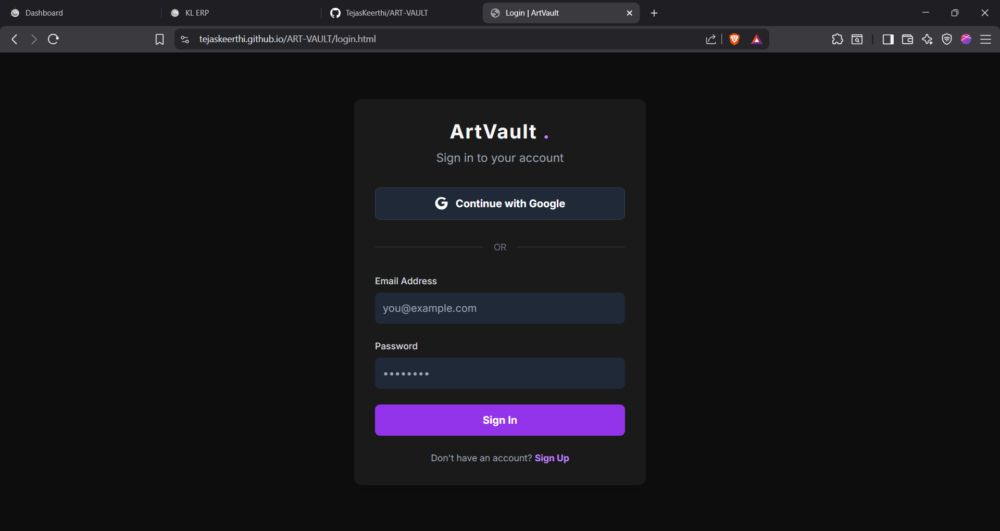 Dashboard
KL ERP
TejasKeerthi/ART-VAULT
Login | ArtVault
tejaskeerthi.github.io/ART-VAULT/login.html
ArtVault .
Sign in to your account
Continue with Google
OR
Email Address
you@example.com
Password
••••••••
Sign In
Don't have an account? Sign Up